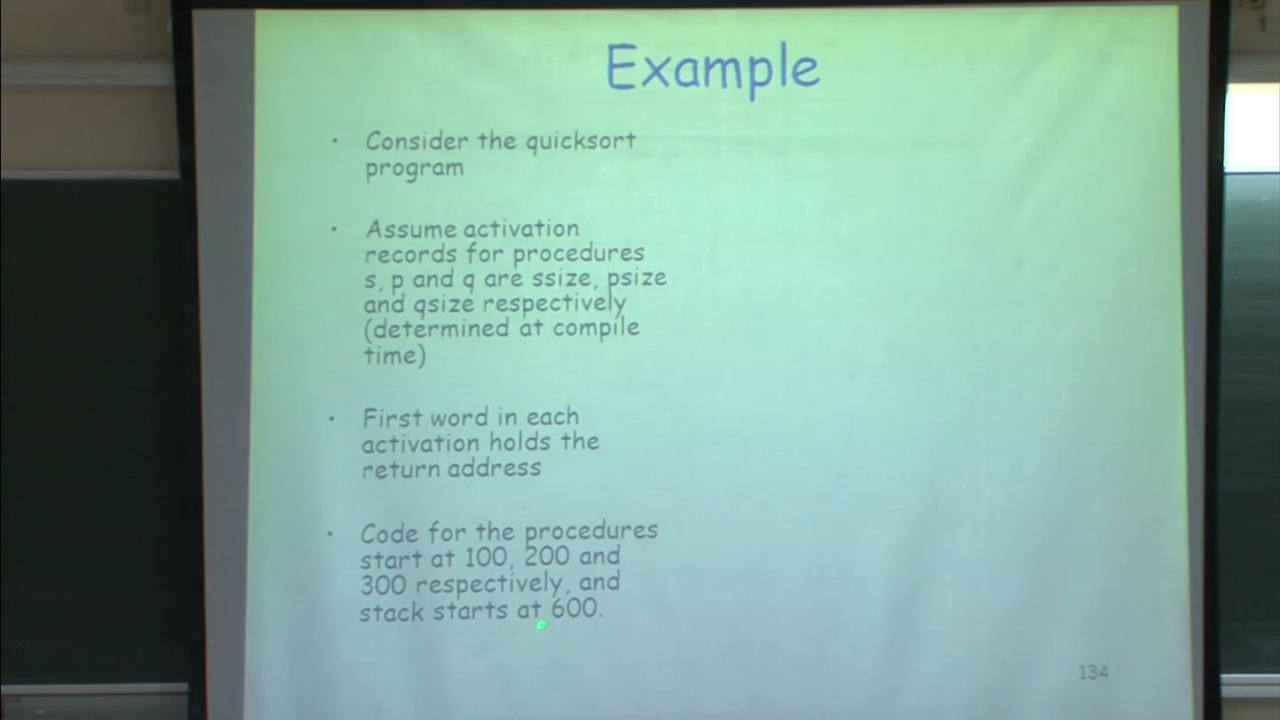 Example
• Consider the quicksort
program
• Assume activation
records for procedures
s, p and q are ssize, psize
and qsize respectively
(determined at compile
time)
• First word in each
activation holds the
return address
• Code for the procedures
start at 100, 200 and
300 respectively, and
stack starts at 600.
134